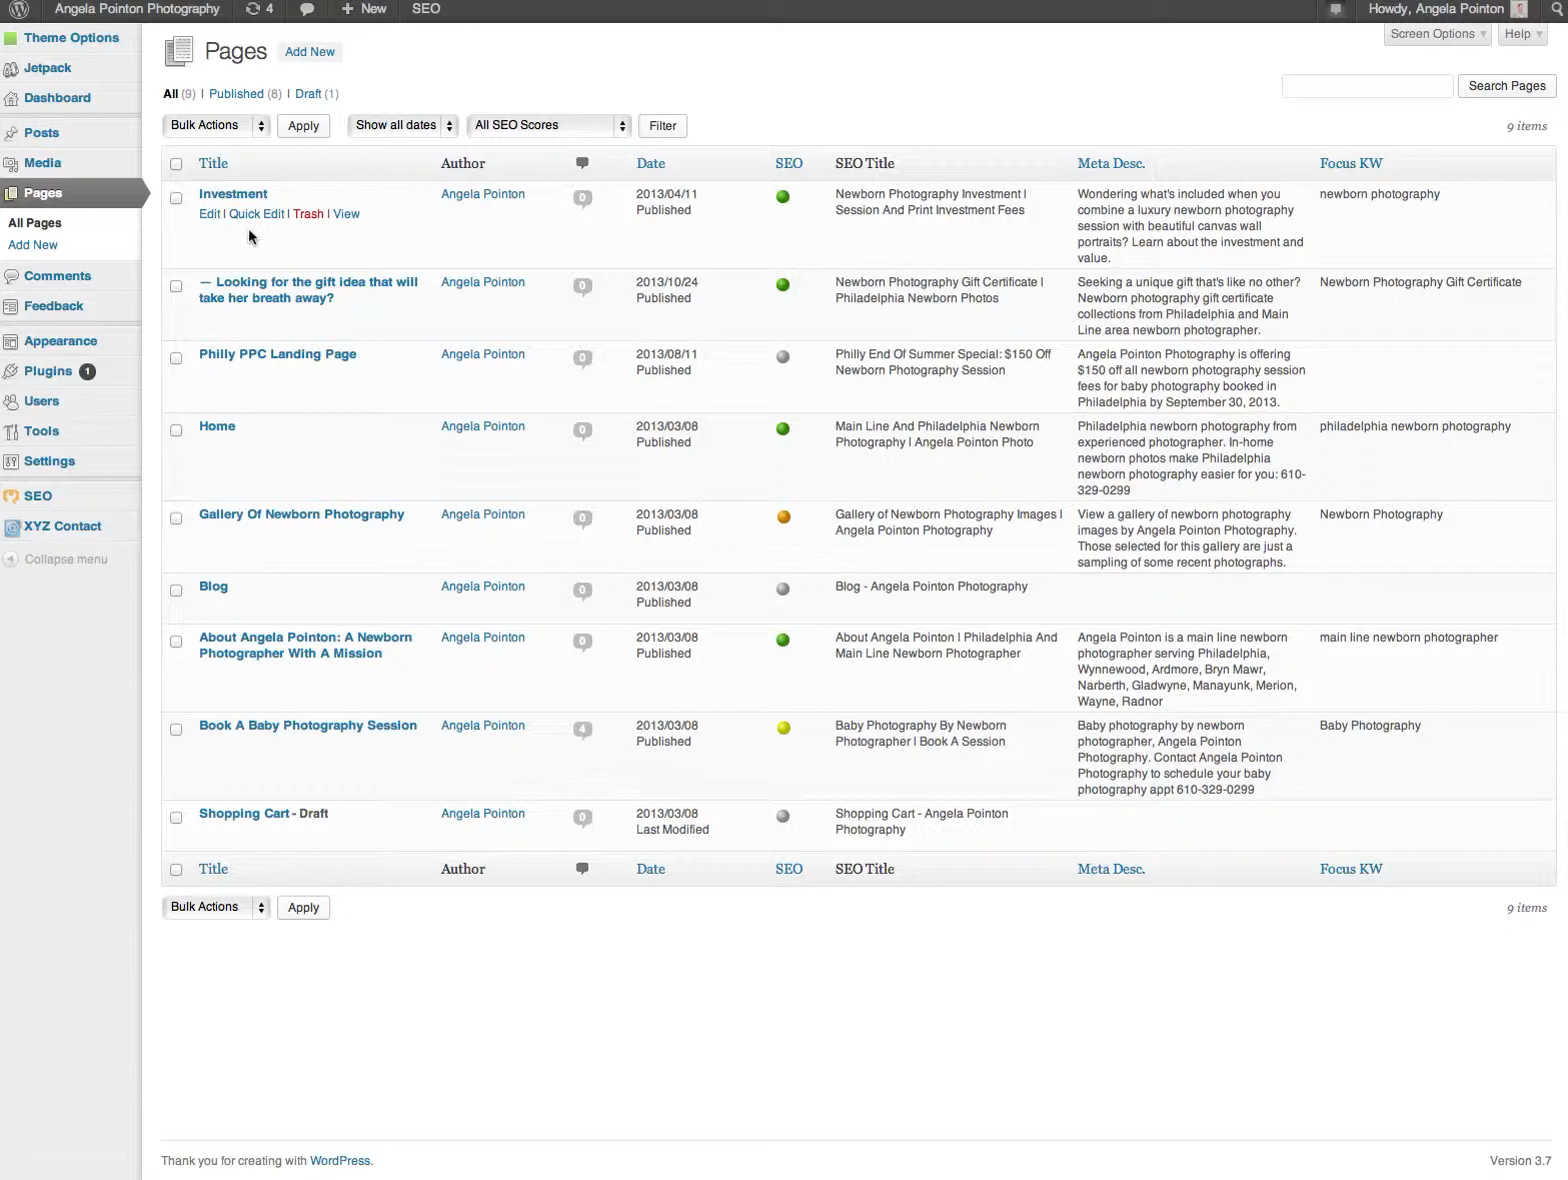 Angela Pointon Photography 4 New SEO Howdy, Angela Pointon
Theme Options
Jetpack
Dashboard
Posts
Media
Pages
All Pages
Add New
Comments
Feedback
Appearance
Plugins 1
Users
Tools
Settings
SEO
XYZ Contact
Collapse menu
Screen Options Help
Pages Add New
All (9) | Published (8) | Draft (1)
Search Pages
Bulk Actions Apply Show all dates All SEO Scores Filter
9 items
Title Author Date SEO SEO Title Meta Desc. Focus KW
Investment
Edit | Quick Edit | Trash | View
Angela Pointon
0
2013/04/11
Published
Newborn Photography Investment |
Session And Print Investment Fees
Wondering what's included when you
combine a luxury newborn photography
session with beautiful canvas wall
portraits? Learn about the investment and
value.
newborn photography
— Looking for the gift idea that will
take her breath away?
Angela Pointon
0
2013/10/24
Published
Newborn Photography Gift Certificate |
Philadelphia Newborn Photos
Seeking a unique gift that's like no other?
Newborn photography gift certificate
collections from Philadelphia and Main
Line area newborn photographer.
Newborn Photography Gift Certificate
Philly PPC Landing Page
Angela Pointon
0
2013/08/11
Published
Philly End Of Summer Special: $150 Off
Newborn Photography Session
Angela Pointon Photography is offering
$150 off all newborn photography session
fees for baby photography booked in
Philadelphia by September 30, 2013.
Home
Angela Pointon
0
2013/03/08
Published
Main Line And Philadelphia Newborn
Photography | Angela Pointon Photo
Philadelphia newborn photography from
experienced photographer. In-home
newborn photos make Philadelphia
newborn photography easier for you: 610-
329-0299
philadelphia newborn photography
Gallery Of Newborn Photography
Angela Pointon
0
2013/03/08
Published
Gallery of Newborn Photography Images |
Angela Pointon Photography
View a gallery of newborn photography
images by Angela Pointon Photography.
Those selected for this gallery are just a
sampling of some recent photographs.
Newborn Photography
Blog
Angela Pointon
0
2013/03/08
Published
Blog - Angela Pointon Photography
About Angela Pointon: A Newborn
Photographer With A Mission
Angela Pointon
0
2013/03/08
Published
About Angela Pointon | Philadelphia And
Main Line Newborn Photographer
Angela Pointon is a main line newborn
photographer serving Philadelphia,
Wynnewood, Ardmore, Bryn Mawr,
Narberth, Gladwyne, Manayunk, Merion,
Wayne, Radnor
main line newborn photographer
Book A Baby Photography Session
Angela Pointon
4
2013/03/08
Published
Baby Photography By Newborn
Photographer | Book A Session
Baby photography by newborn
photographer, Angela Pointon
Photography. Contact Angela Pointon
Photography to schedule your baby
photography appt 610-329-0299
Baby Photography
Shopping Cart - Draft
Angela Pointon
0
2013/03/08
Last Modified
Shopping Cart - Angela Pointon
Photography
Title Author Date SEO SEO Title Meta Desc. Focus KW
Bulk Actions Apply
9 items
Thank you for creating with WordPress.
Version 3.7